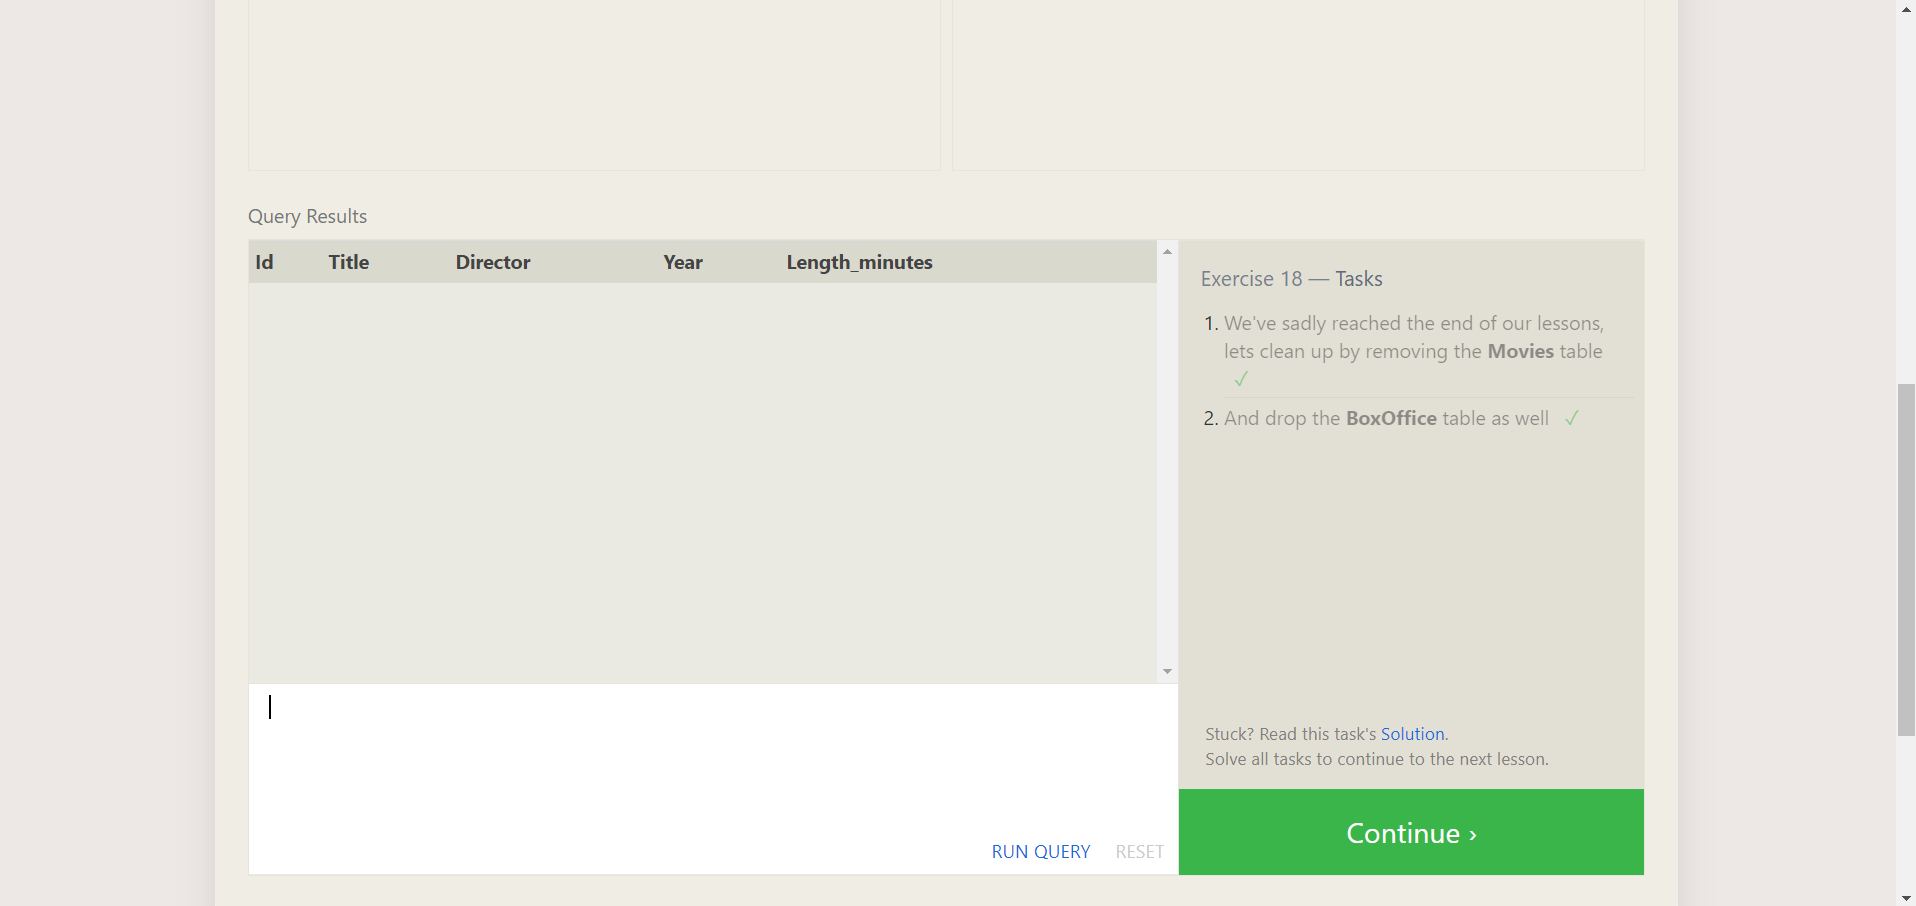 Query Results
Id Title Director Year Length_minutes
Exercise 18 — Tasks
1. We've sadly reached the end of our lessons,
lets clean up by removing the Movies table
✓
2. And drop the BoxOffice table as well ✓
Stuck? Read this task's Solution.
Solve all tasks to continue to the next lesson.
RUN QUERY RESET
Continue ›